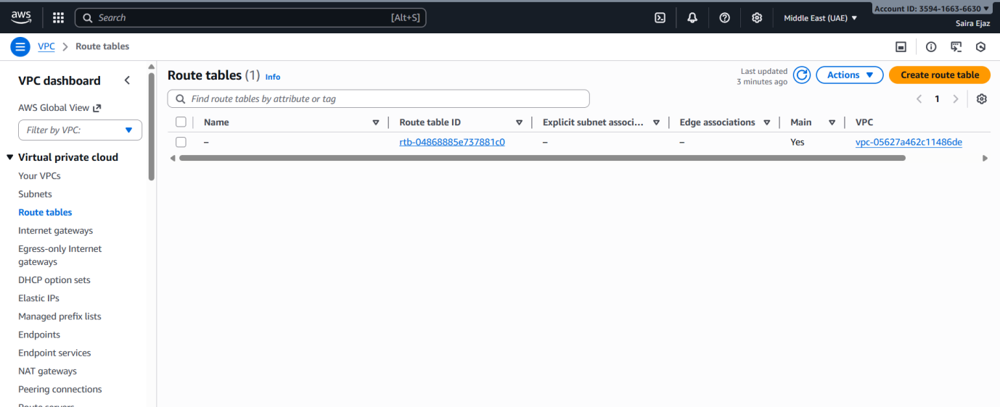 aws
Search [Alt+S]
Middle East (UAE) ▼
Account ID: 3594-1663-6630 ▼
Saira Ejaz
VPC > Route tables
VPC dashboard
AWS Global View
Filter by VPC:
Virtual private cloud
Your VPCs
Subnets
Route tables
Internet gateways
Egress-only Internet
gateways
DHCP option sets
Elastic IPs
Managed prefix lists
Endpoints
Endpoint services
NAT gateways
Peering connections
Route servers
Route tables (1) Info
Last updated
3 minutes ago
Actions ▼
Create route table
Find route tables by attribute or tag
< 1 >
Name Route table ID Explicit subnet associ... Edge associations Main VPC
– rtb-04868885e737881c0 – – Yes vpc-05627a462c11486de